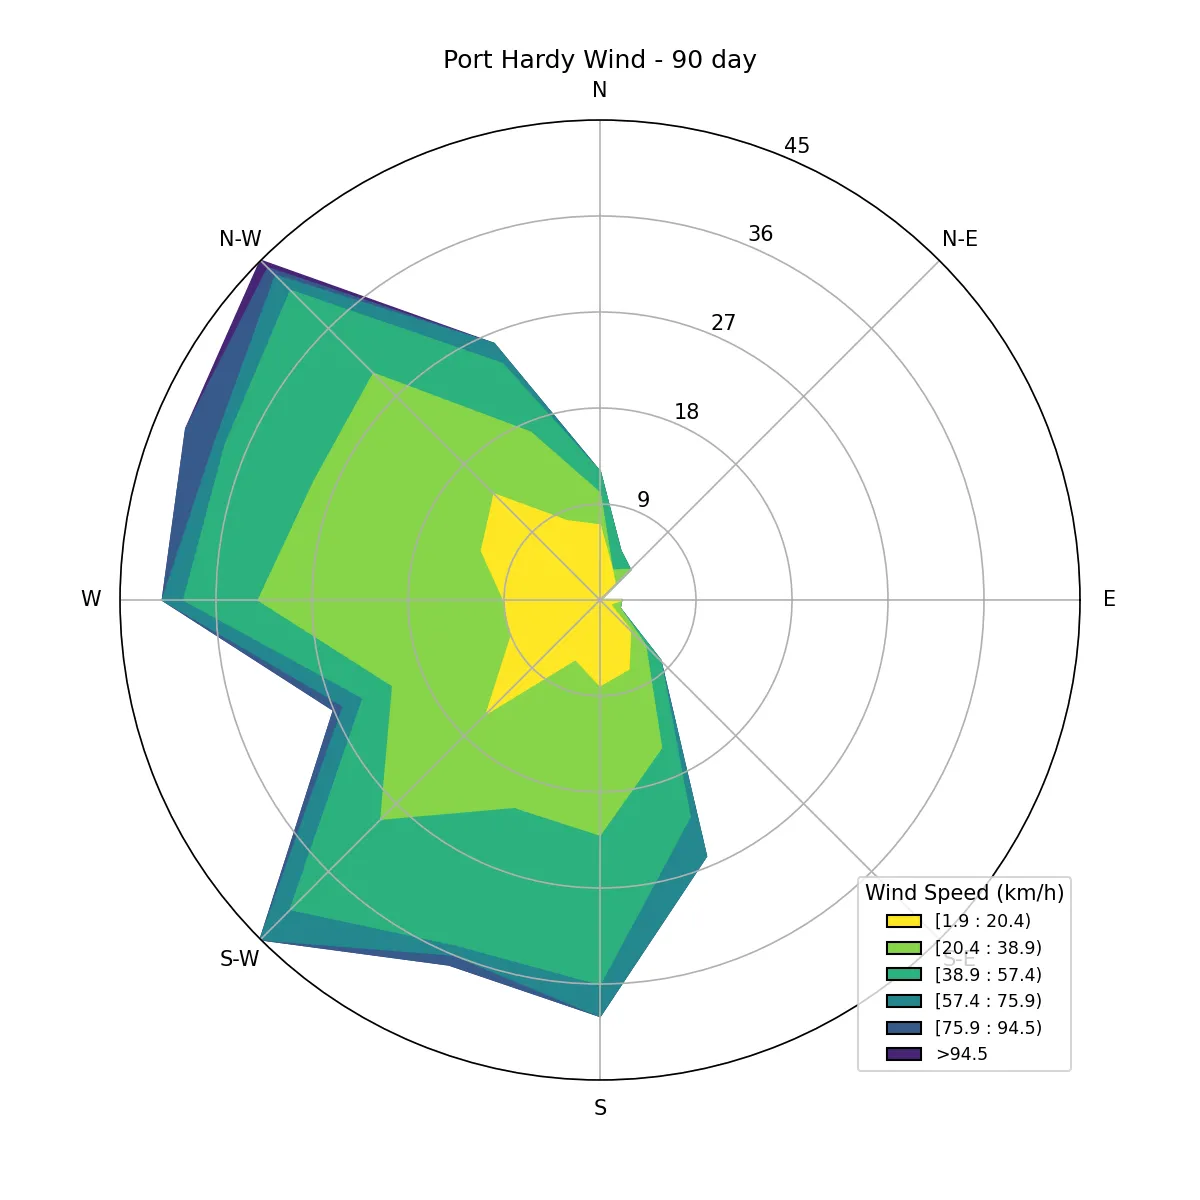 Port Hardy Wind - 90 day
N
45
36
27
18
9
N-W
N-E
W
E
S-W
S-E
S
Wind Speed (km/h)
[1.9 : 20.4)
[20.4 : 38.9)
[38.9 : 57.4)
[57.4 : 75.9)
[75.9 : 94.5)
>94.5